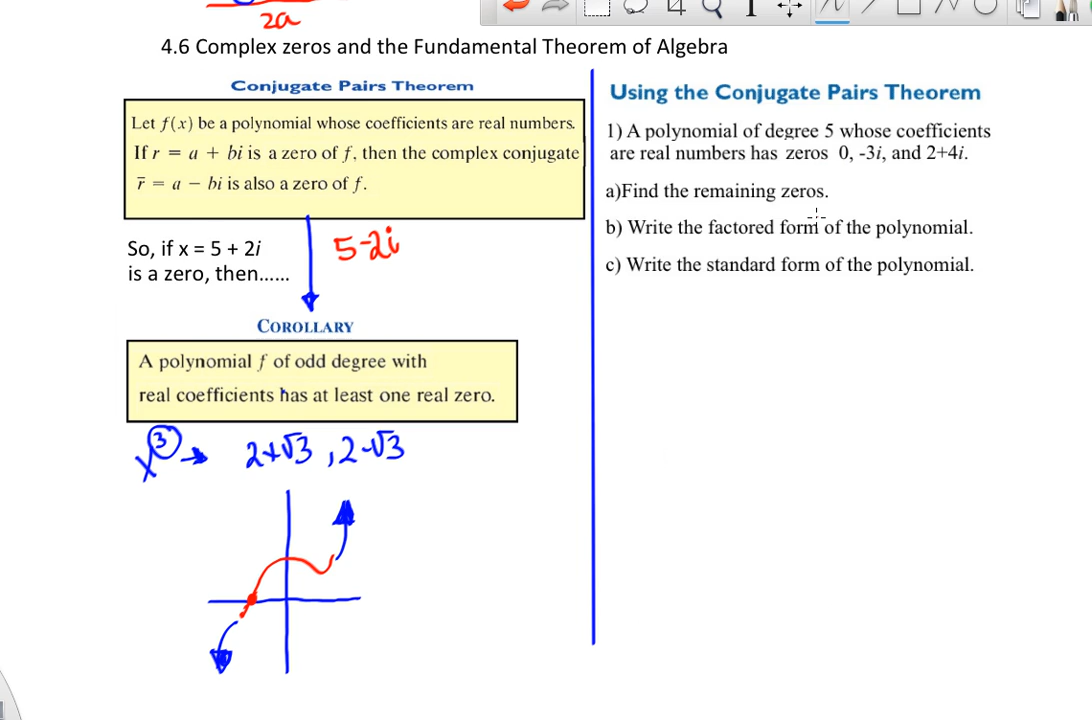 2a
4.6 Complex zeros and the Fundamental Theorem of Algebra
Conjugate Pairs Theorem
Let f(x) be a polynomial whose coefficients are real numbers.
If r = a + bi is a zero of f, then the complex conjugate
r̄ = a − bi is also a zero of f.
So, if x = 5 + 2i
is a zero, then......
5-2i
COROLLARY
A polynomial f of odd degree with
real coefficients has at least one real zero.
x³ → 2+√3 , 2-√3
Using the Conjugate Pairs Theorem
1) A polynomial of degree 5 whose coefficients
are real numbers has zeros 0, -3i, and 2+4i.
a)Find the remaining zeros.
b) Write the factored form of the polynomial.
c) Write the standard form of the polynomial.